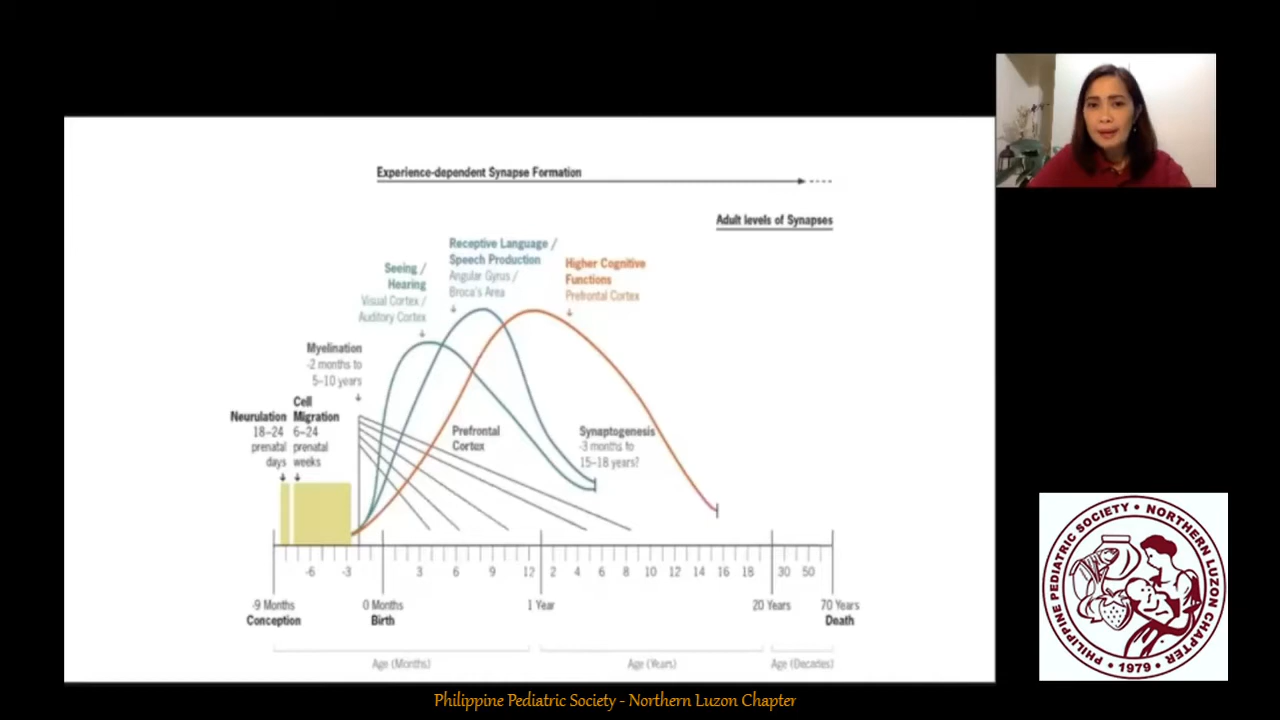 Experience-dependent Synapse Formation
Adult levels of Synapses
Receptive Language /
Speech Production
Angular Gyrus /
Broca's Area
Seeing /
Hearing
Visual Cortex /
Auditory Cortex
Higher Cognitive
Functions
Prefrontal Cortex
Myelination
-2 months to
5–10 years
Neurulation
18–24
prenatal
days
Cell
Migration
6–24
prenatal
weeks
Prefrontal
Cortex
Synaptogenesis
-3 months to
15–18 years?
-6 -3 3 6 9 12 2 4 6 8 10 12 14 16 18 30 50
-9 Months
Conception
0 Months
Birth
1 Year
20 Years
70 Years
Death
Age (Months)
Age (Years)
Age (Decades)
PHILIPPINE PEDIATRIC SOCIETY • NORTHERN LUZON CHAPTER
• 1979 •
Philippine Pediatric Society - Northern Luzon Chapter